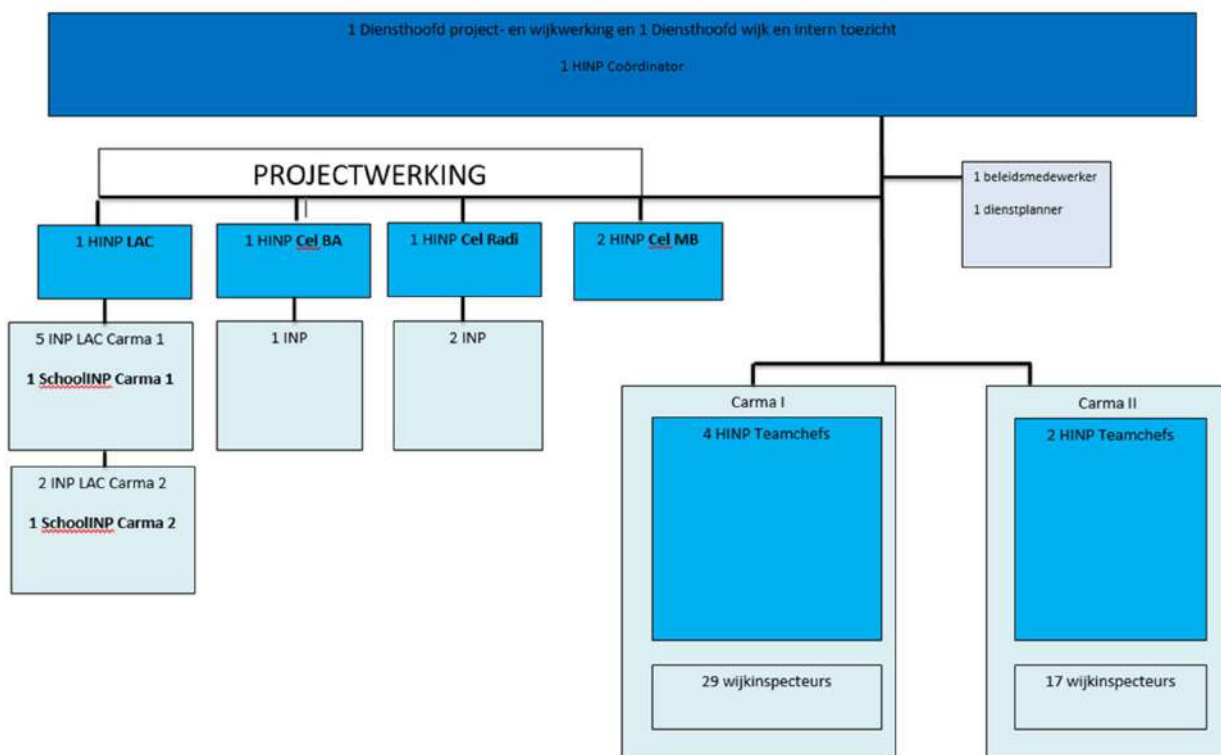 1 Diensthoofd project- en wijkwerking en 1 Diensthoofd wijk en intern toezicht
1 HINP Coördinator
PROJECTWERKING
1 beleidsmedewerker
1 dienstplanner
1 HINP LAC
1 HINP Cel BA
1 HINP Cel Radi
2 HINP Cel MB
5 INP LAC Carma 1
1 SchoolINP Carma 1
1 INP
2 INP
2 INP LAC Carma 2
1 SchoolINP Carma 2
Carma I
4 HINP Teamchefs
29 wijkinspecteurs
Carma II
2 HINP Teamchefs
17 wijkinspecteurs